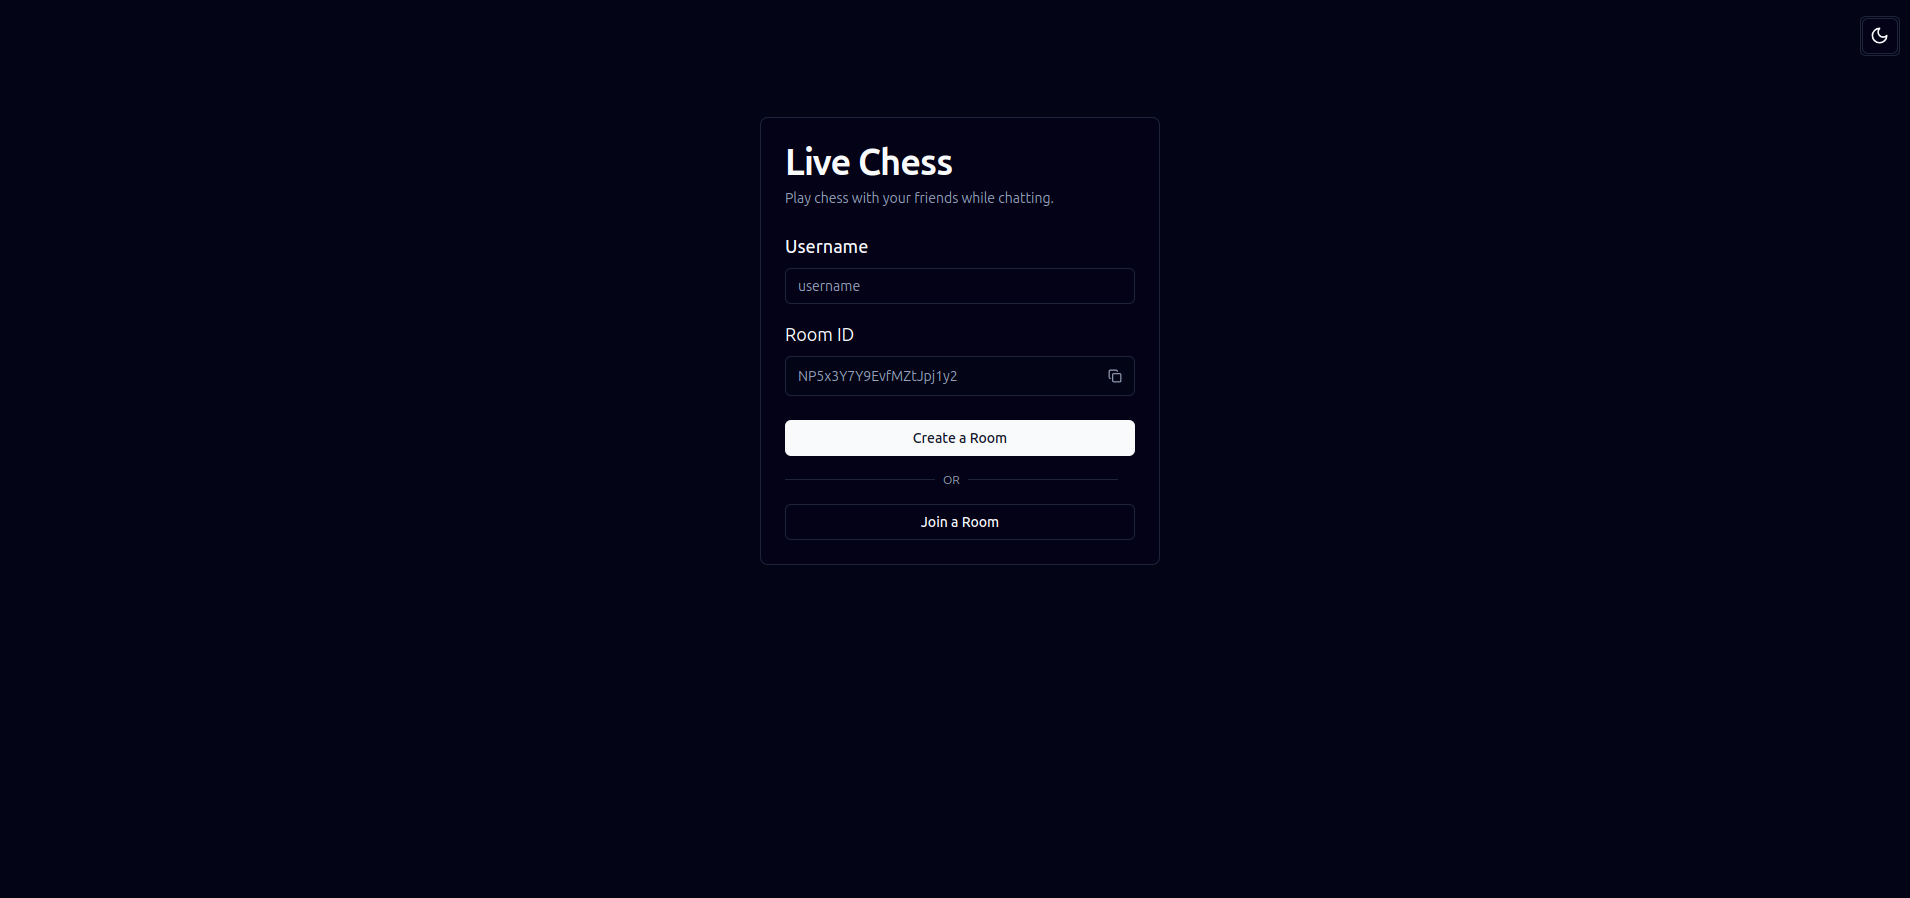 Live Chess
Play chess with your friends while chatting.
Username
username
Room ID
NP5x3Y7Y9EvfMZtJpj1y2
Create a Room
OR
Join a Room